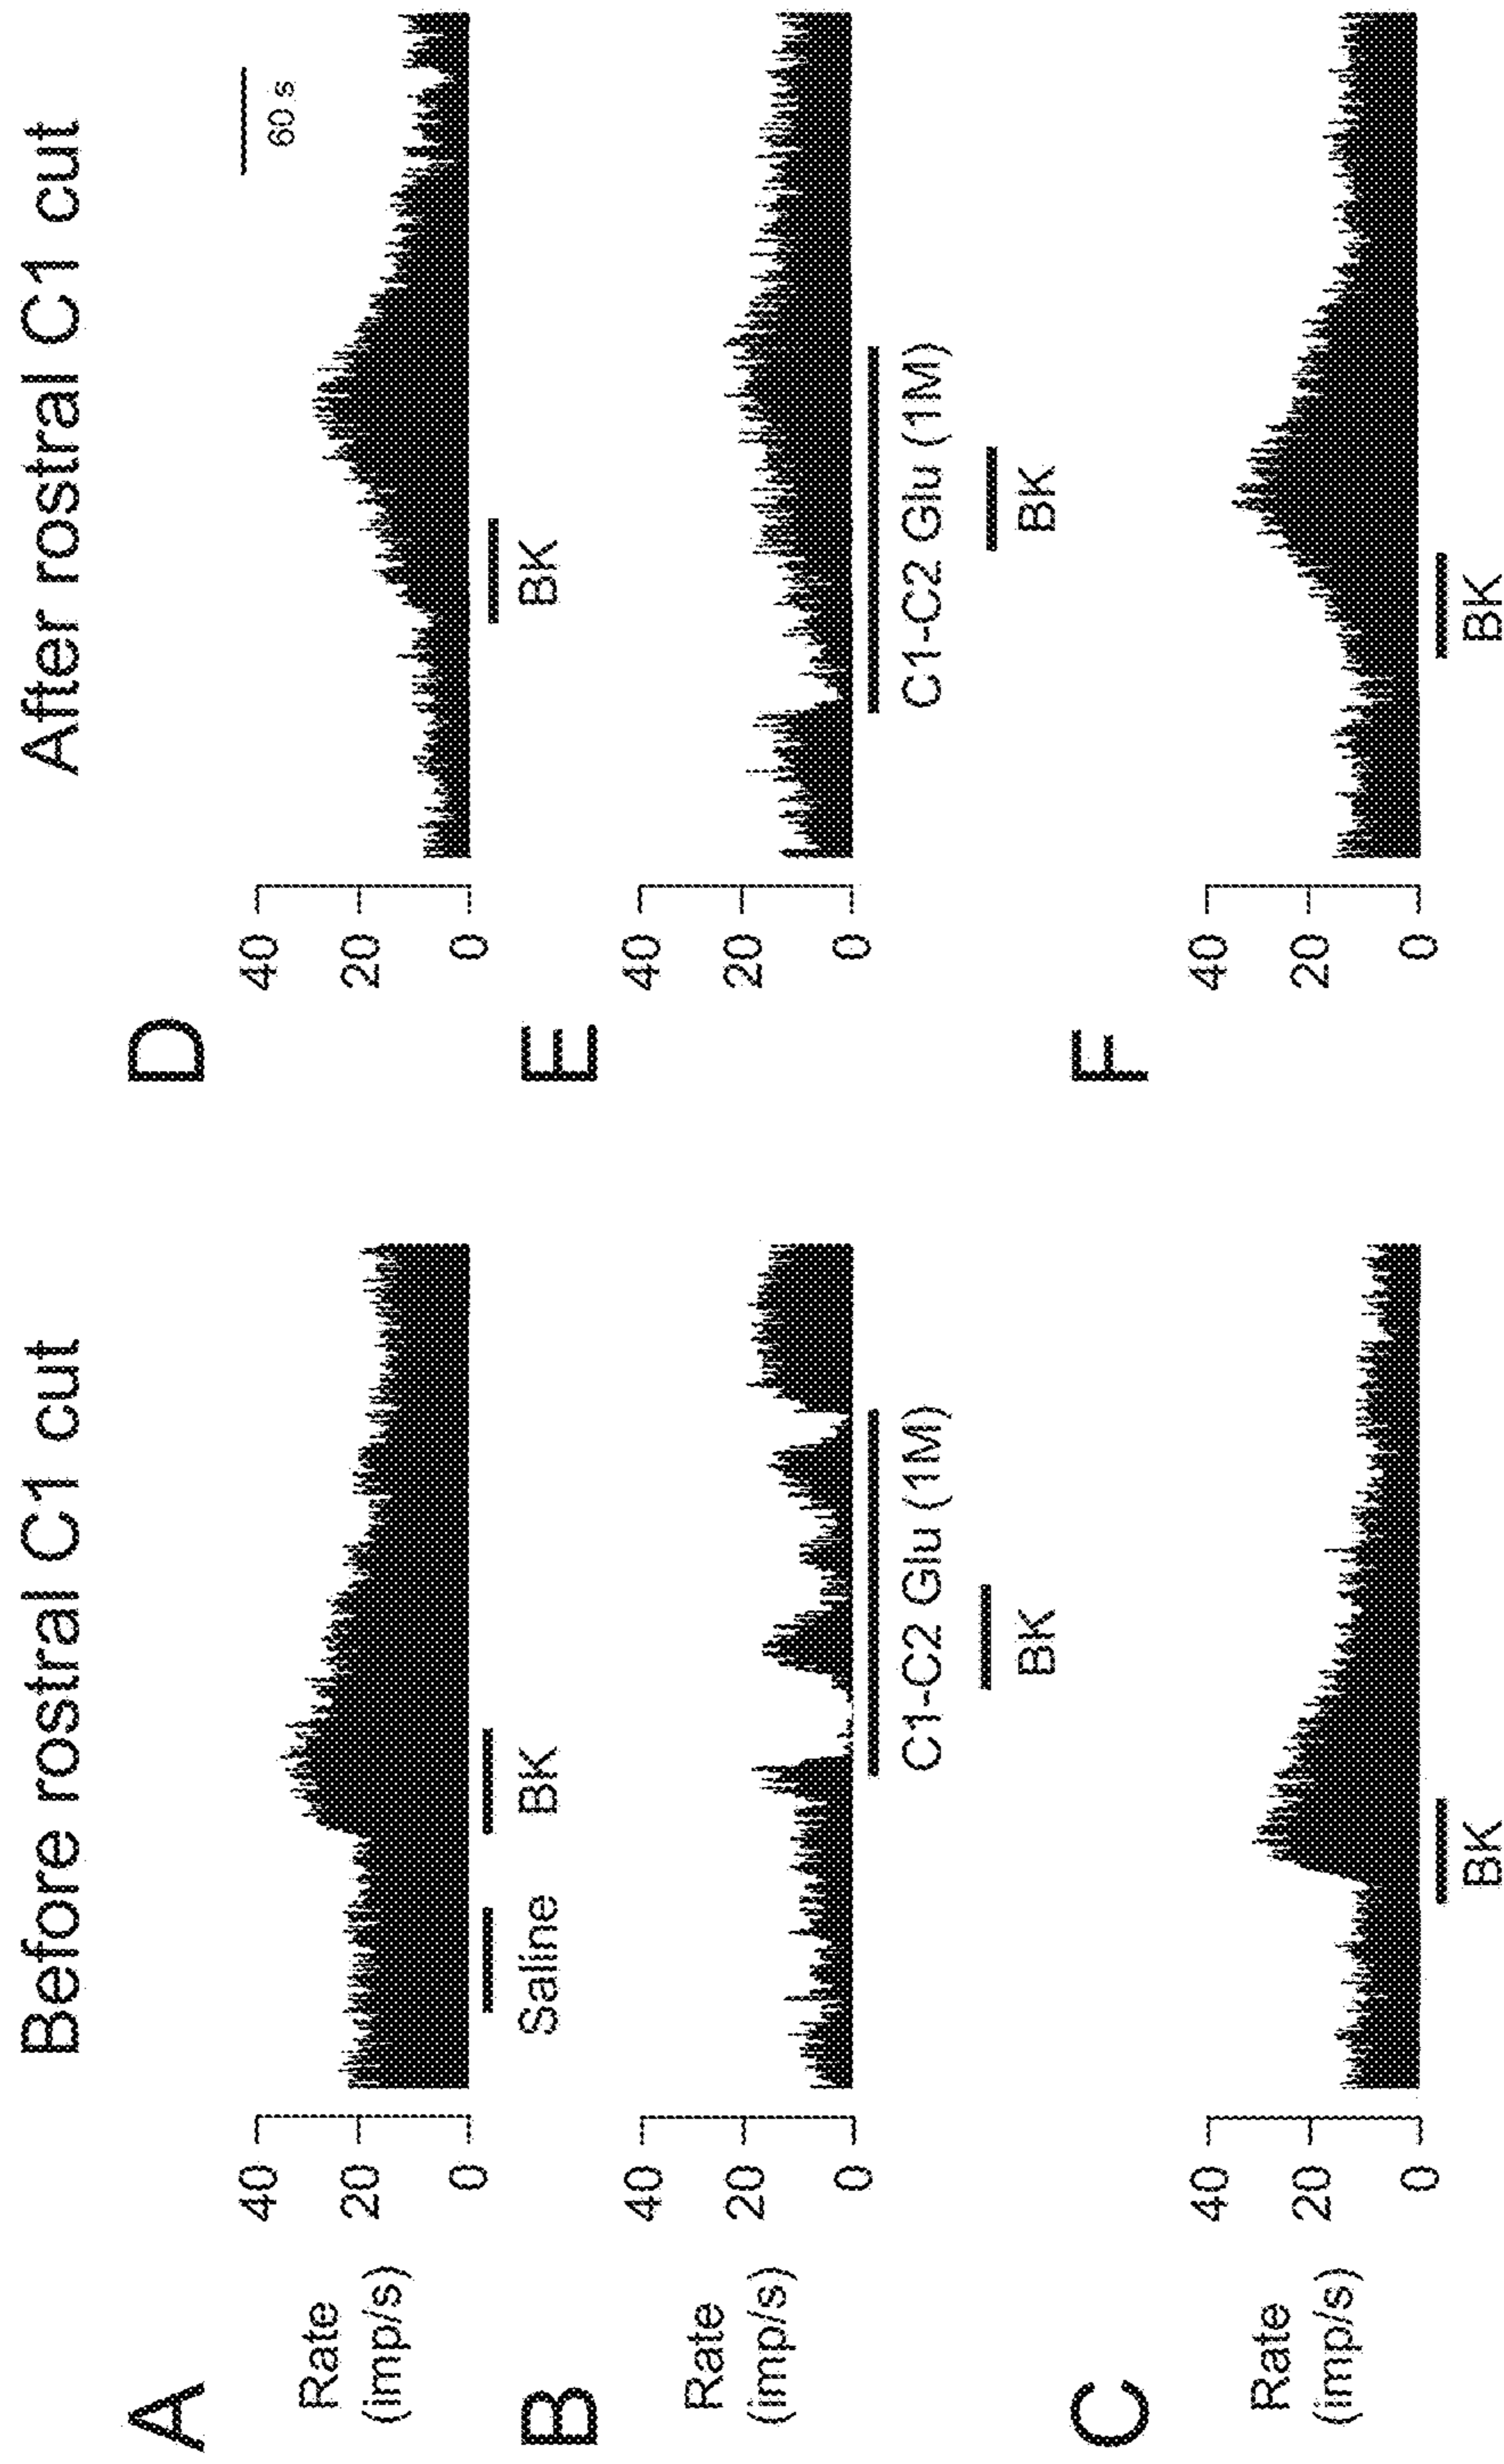 Before rostral C1 cut
After rostral C1 cut
A
Rate
(imp/s)
40
20
0
Saline
BK
D
40
20
0
60 s
BK
B
Rate
(imp/s)
40
20
0
C1-C2 Glu (1M)
BK
E
40
20
0
C1-C2 Glu (1M)
BK
C
Rate
(imp/s)
40
20
0
BK
F
40
20
0
BK